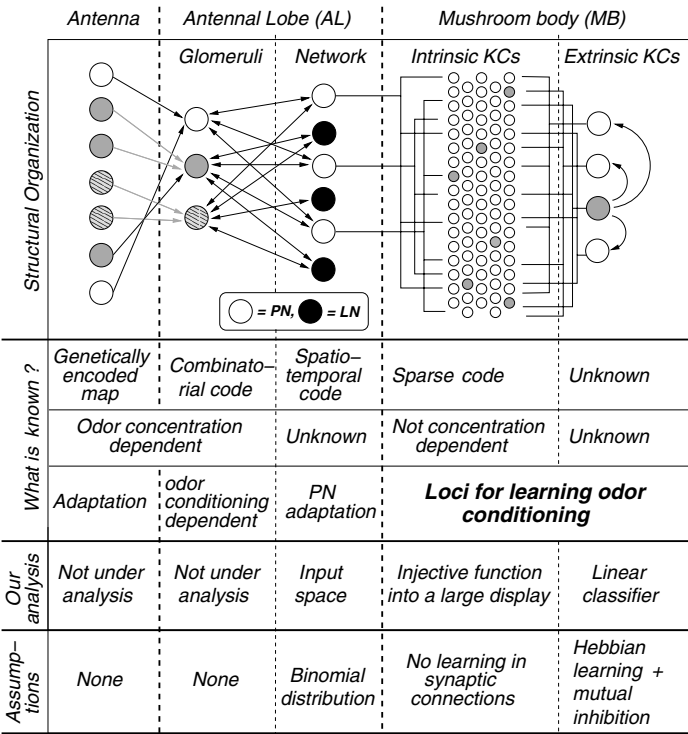 Antenna
Antennal Lobe (AL)
Mushroom body (MB)
Glomeruli
Network
Intrinsic KCs
Extrinsic KCs
Structural Organization
= PN,
= LN
What is known ?
Genetically
encoded
map
Combinato–
rial code
Spatio–
temporal
code
Sparse code
Unknown
Odor concentration
dependent
Unknown
Not concentration
dependent
Unknown
Adaptation
odor
conditioning
dependent
PN
adaptation
Loci for learning odor
conditioning
Our
analysis
Not under
analysis
Not under
analysis
Input
space
Injective function
into a large display
Linear
classifier
Assump–
tions
None
None
Binomial
distribution
No learning in
synaptic
connections
Hebbian
learning +
mutual
inhibition